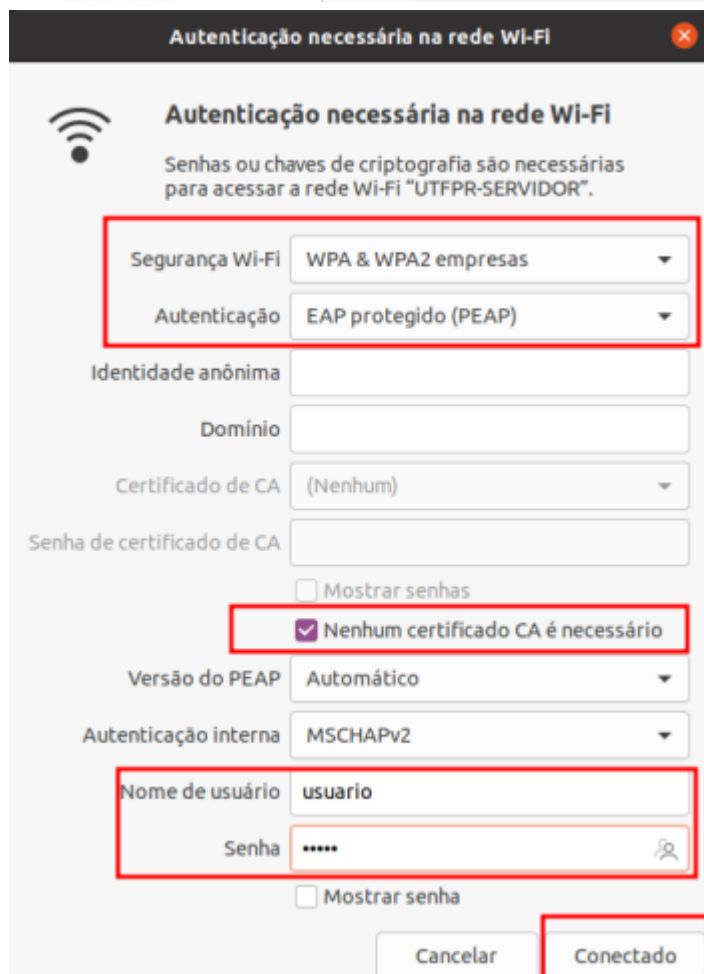 Autenticação necessária na rede Wi-Fi
Autenticação necessária na rede Wi-Fi
Senhas ou chaves de criptografia são necessárias
para acessar a rede Wi-Fi “UTFPR-SERVIDOR”.
Segurança Wi-Fi WPA & WPA2 empresas
Autenticação EAP protegido (PEAP)
Identidade anônima
Domínio
Certificado de CA (Nenhum)
Senha de certificado de CA
Mostrar senhas
Nenhum certificado CA é necessário
Versão do PEAP Automático
Autenticação interna MSCHAPv2
Nome de usuário usuario
Senha •••••
Mostrar senha
Cancelar Conectado